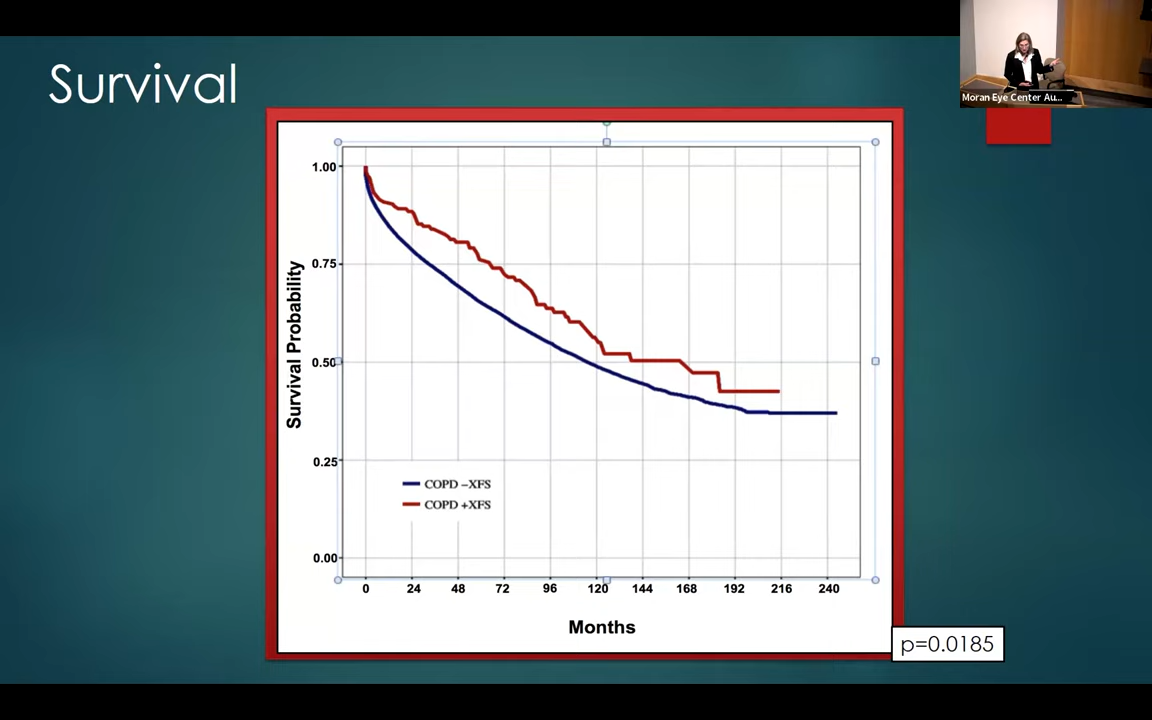 Survival
Moran Eye Center Au...
1.00
0.75
0.50
0.25
0.00
Survival Probability
COPD –XFS
COPD +XFS
0 24 48 72 96 120 144 168 192 216 240
Months
p=0.0185